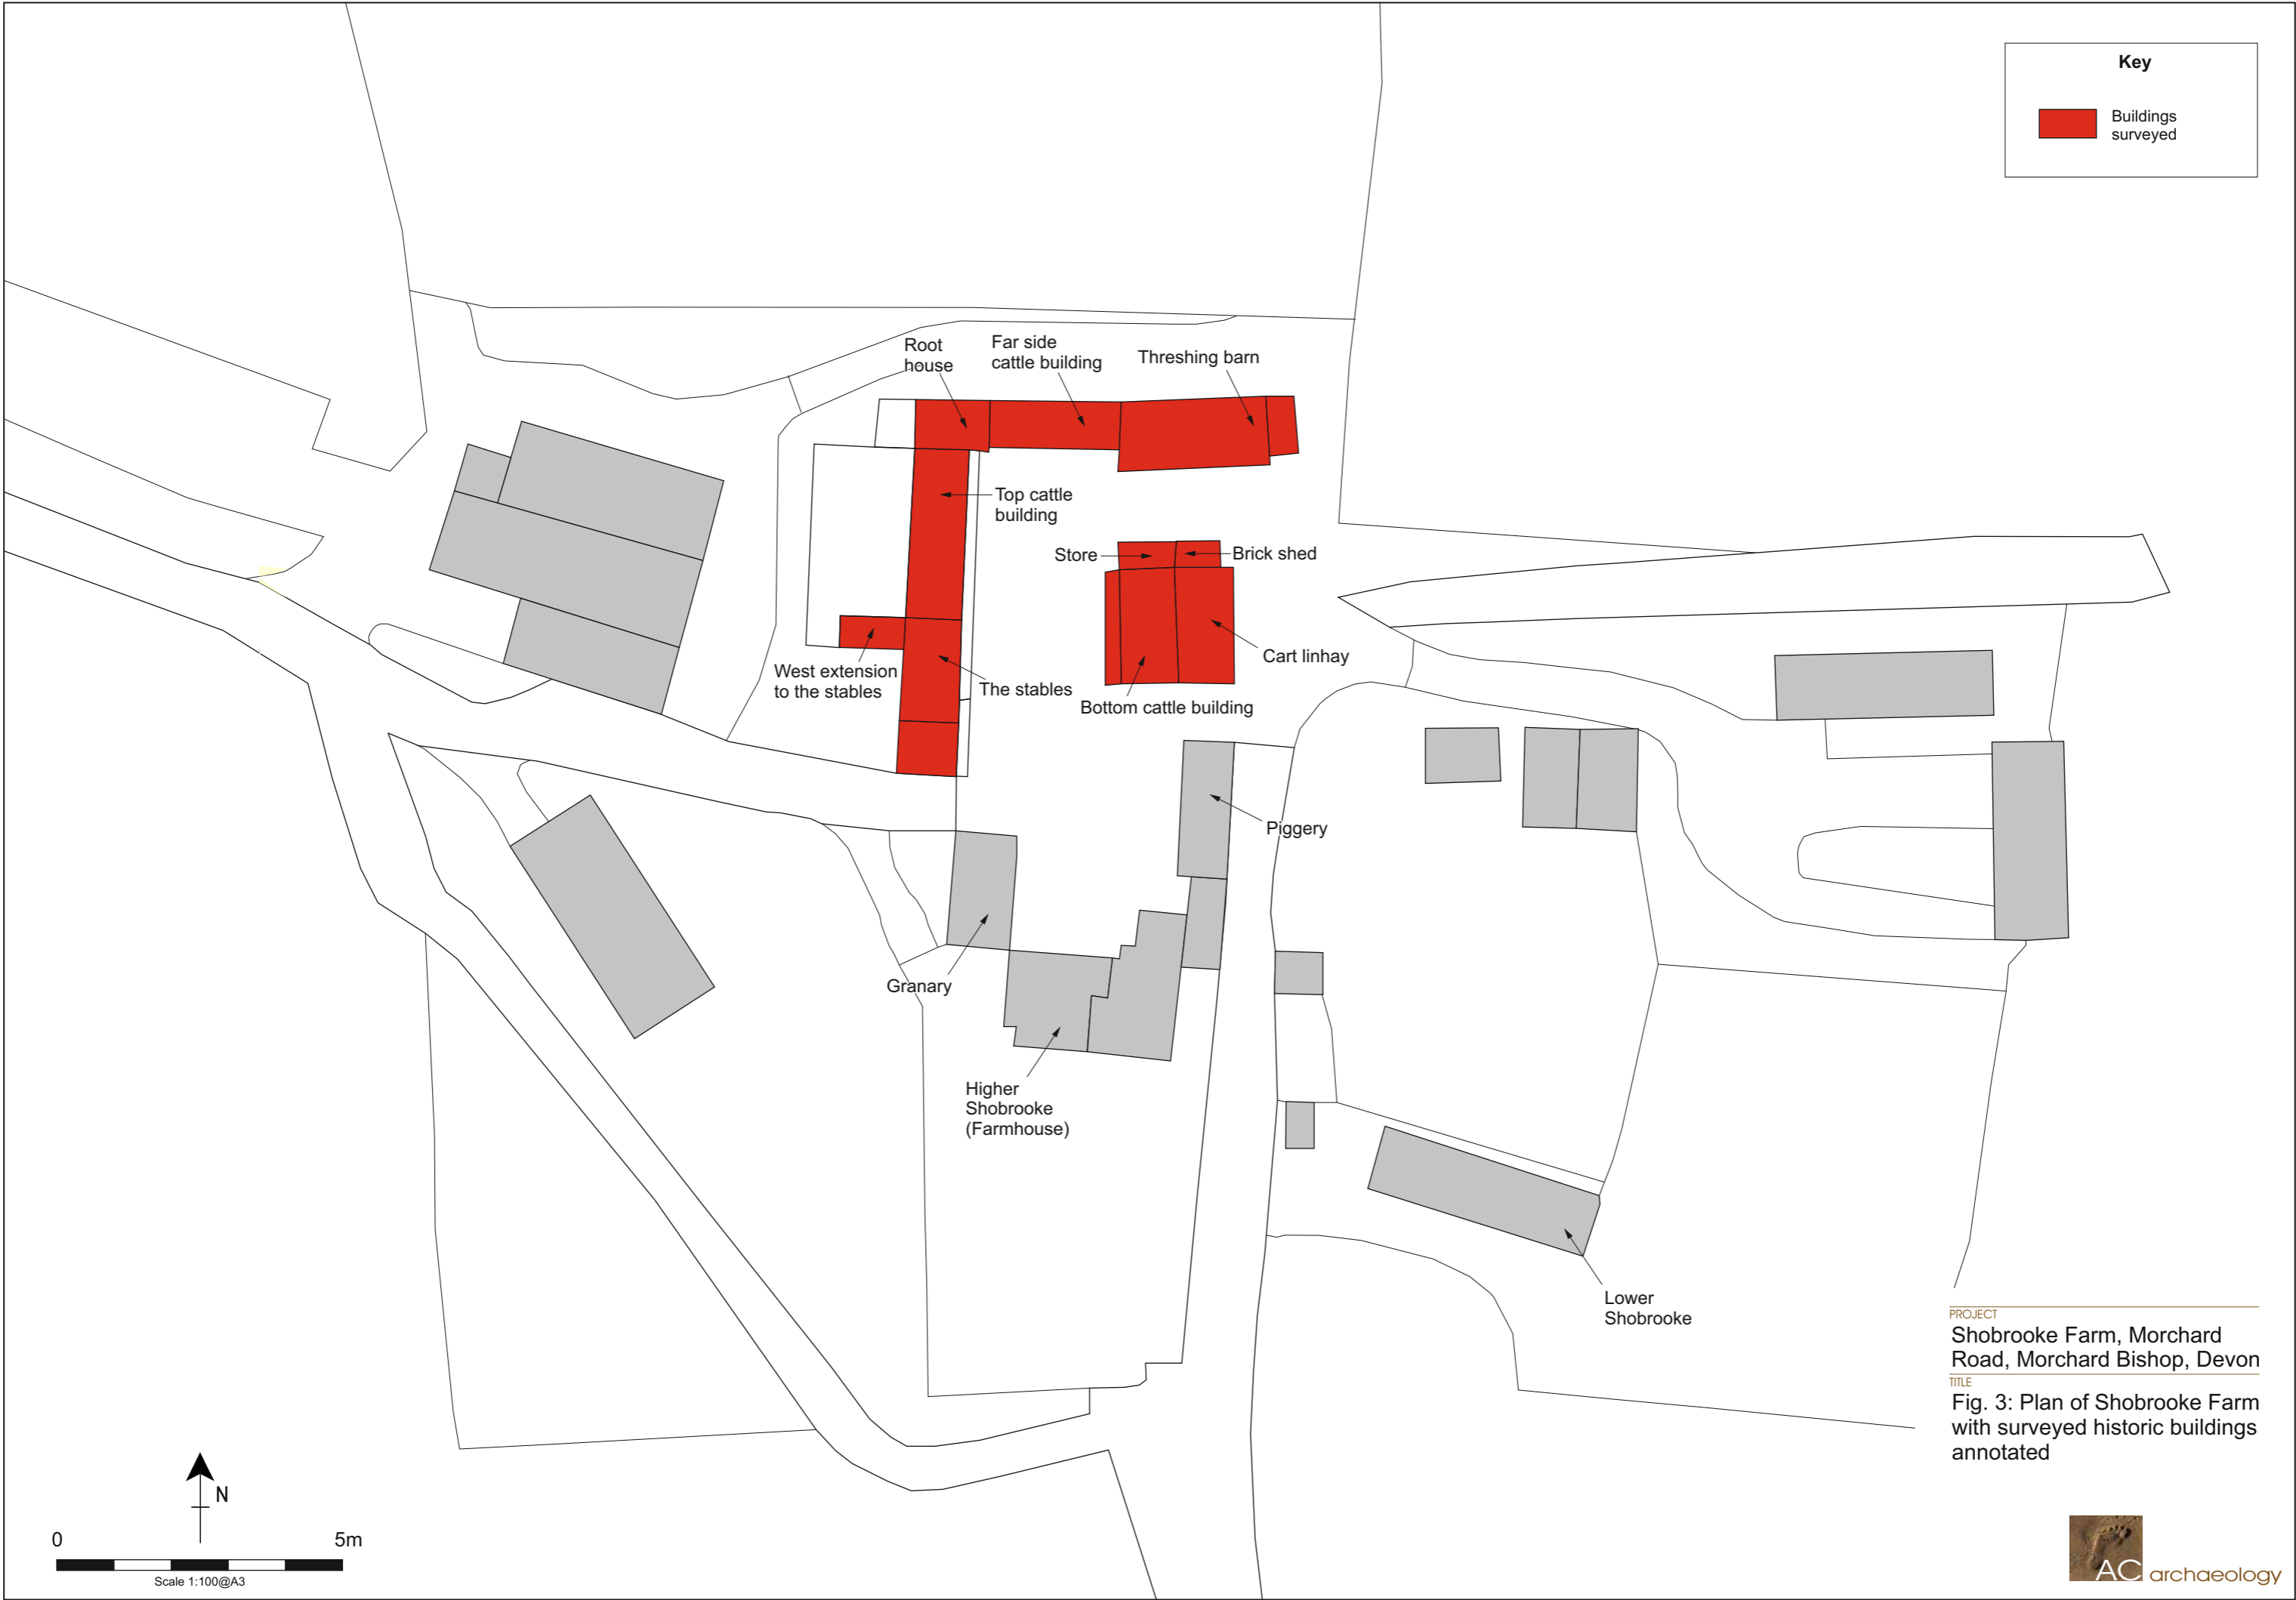 Key
Buildings
surveyed
Root
house
Far side
cattle building
Threshing barn
Top cattle
building
Store
Brick shed
West extension
to the stables
The stables
Cart linhay
Bottom cattle building
Piggery
Granary
Higher
Shobrooke
(Farmhouse)
Lower
Shobrooke
PROJECT
Shobrooke Farm, Morchard
Road, Morchard Bishop, Devon
TITLE
Fig. 3: Plan of Shobrooke Farm
with surveyed historic buildings
annotated
N
0 5m
Scale 1:100@A3
AC archaeology